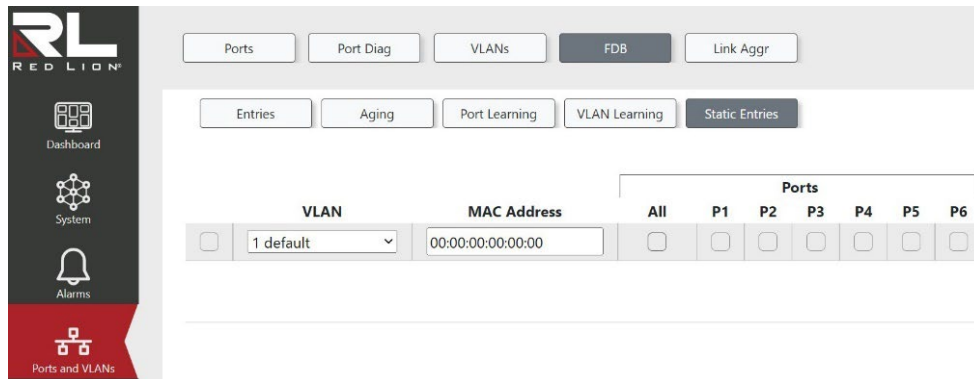 RL
RED LION®
Ports Port Diag VLANs FDB Link Aggr
Entries Aging Port Learning VLAN Learning Static Entries
Dashboard
System
Alarms
Ports and VLANs
Ports
VLAN MAC Address All P1 P2 P3 P4 P5 P6
1 default 00:00:00:00:00:00